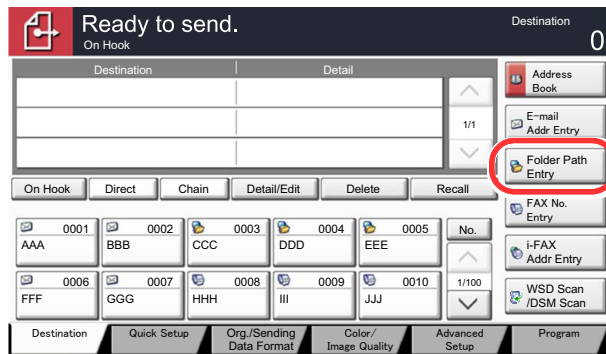 Ready to send.
Destination
On Hook
0
Destination Detail
1/1
Address
Book
E-mail
Addr Entry
Folder Path
Entry
FAX No.
Entry
i-FAX
Addr Entry
WSD Scan
/DSM Scan
On Hook Direct Chain Detail/Edit Delete Recall
0001 0002 0003 0004 0005 No.
AAA BBB CCC DDD EEE
0006 0007 0008 0009 0010 1/100
FFF GGG HHH III JJJ
Destination Quick Setup Org./Sending
Data Format Color/
Image Quality Advanced
Setup Program